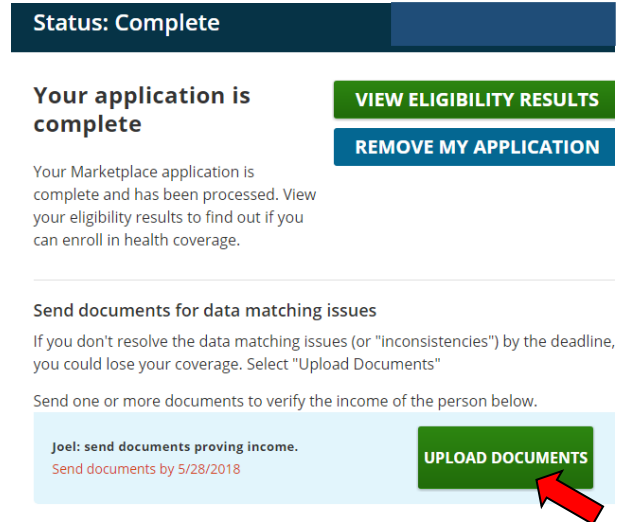 Status: Complete
Your application is
complete
VIEW ELIGIBILITY RESULTS
REMOVE MY APPLICATION
Your Marketplace application is
complete and has been processed. View
your eligibility results to find out if you
can enroll in health coverage.
Send documents for data matching issues
If you don't resolve the data matching issues (or "inconsistencies") by the deadline,
you could lose your coverage. Select "Upload Documents"
Send one or more documents to verify the income of the person below.
Joel: send documents proving income.
Send documents by 5/28/2018
UPLOAD DOCUMENTS